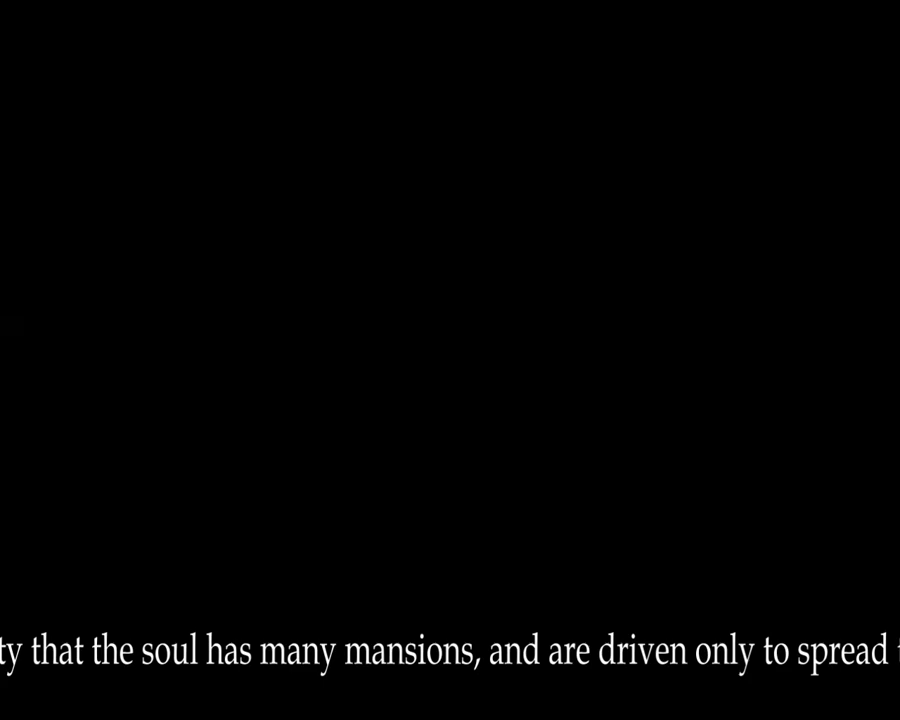 ty that the soul has many mansions, and are driven only to spread